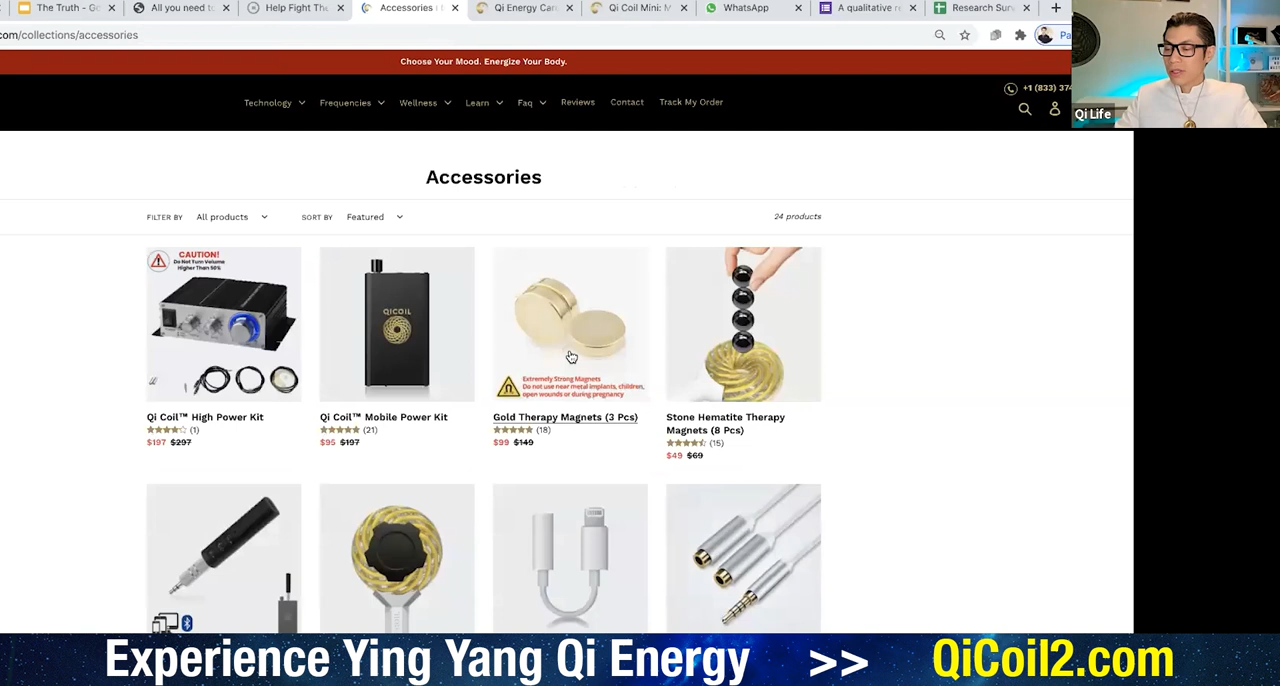 The Truth - Go
All you need to
Help Fight The
Accessories
Qi Energy Car
Qi Coil Mini: M
WhatsApp
A qualitative re
Research Sur
com/collections/accessories
Pa
Choose Your Mood. Energize Your Body.
Technology
Frequencies
Wellness
Learn
Faq
Reviews
Contact
Track My Order
+1 (833) 374
Qi Life
Accessories
FILTER BY All products
SORT BY Featured
24 products
CAUTION!
Do Not Turn Volume
Higher Than 50%
QICOIL
Extremely Strong Magnets
Do not use near metal implants, children,
open wounds or during pregnancy
Qi Coil™ High Power Kit
(1)
$197 $297
Qi Coil™ Mobile Power Kit
(21)
$95 $197
Gold Therapy Magnets (3 Pcs)
(18)
$99 $149
Stone Hematite Therapy
Magnets (8 Pcs)
(15)
$49 $69
QICOIL
Experience Ying Yang Qi Energy >> QiCoil2.com